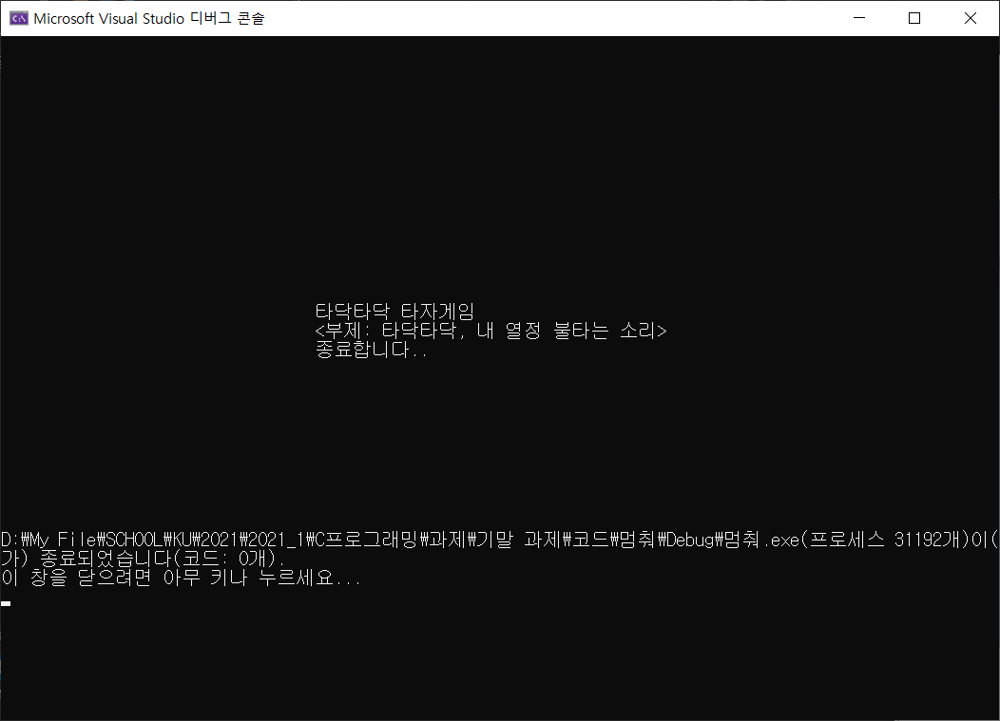 Microsoft Visual Studio 디버그 콘솔
타닥타닥 타자게임
<부제: 타닥타닥, 내 열정 불타는 소리>
종료합니다..
D:₩My File₩SCHOOL₩KU₩2021₩2021_1₩C프로그래밍₩과제₩기말 과제₩코드₩멈춰₩Debug₩멈춰.exe(프로세스 31192개)이(
가) 종료되었습니다(코드: 0개).
이 창을 닫으려면 아무 키나 누르세요...